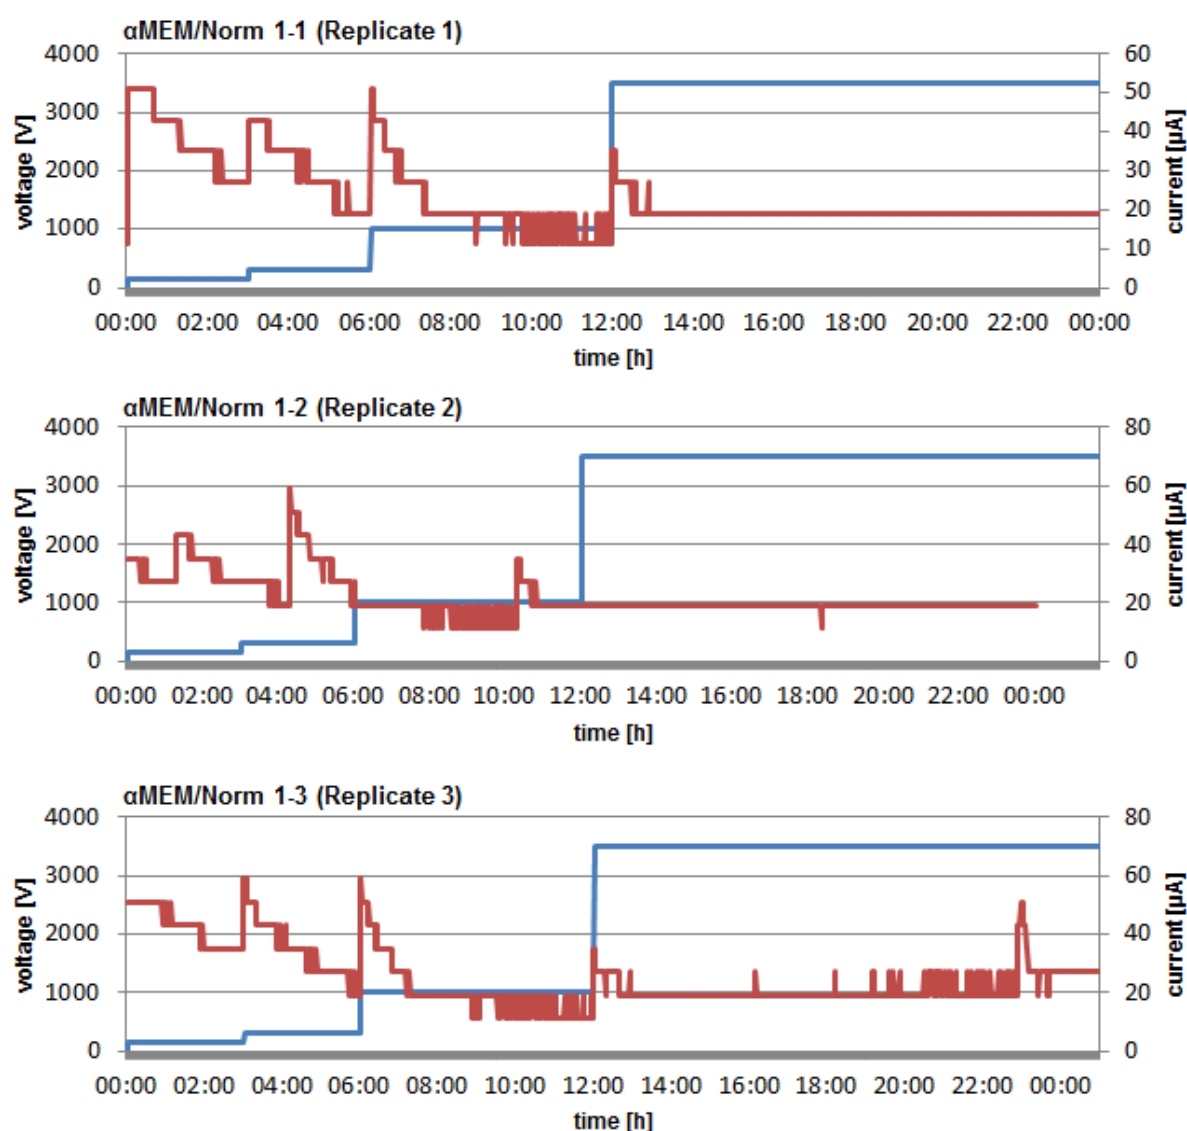 αMEM/Norm 1-1 (Replicate 1)
4000 60
3000 50
2000 40
1000 30
0 20
10
0
voltage [V]
current [µA]
00:00 02:00 04:00 06:00 08:00 10:00 12:00 14:00 16:00 18:00 20:00 22:00 00:00
time [h]
αMEM/Norm 1-2 (Replicate 2)
4000 80
3000 60
2000 40
1000 20
0 0
voltage [V]
current [µA]
00:00 02:00 04:00 06:00 08:00 10:00 12:00 14:00 16:00 18:00 20:00 22:00 00:00
time [h]
αMEM/Norm 1-3 (Replicate 3)
4000 80
3000 60
2000 40
1000 20
0 0
voltage [V]
current [µA]
00:00 02:00 04:00 06:00 08:00 10:00 12:00 14:00 16:00 18:00 20:00 22:00 00:00
time [h]